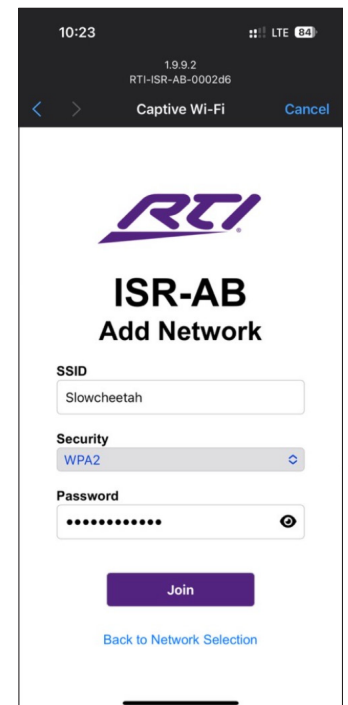 10:23 LTE 84
1.9.9.2
RTI-ISR-AB-0002d6
Captive Wi-Fi Cancel
RTI
ISR-AB
Add Network
SSID
Slowcheetah
Security
WPA2
Password
••••••••••••
Join
Back to Network Selection